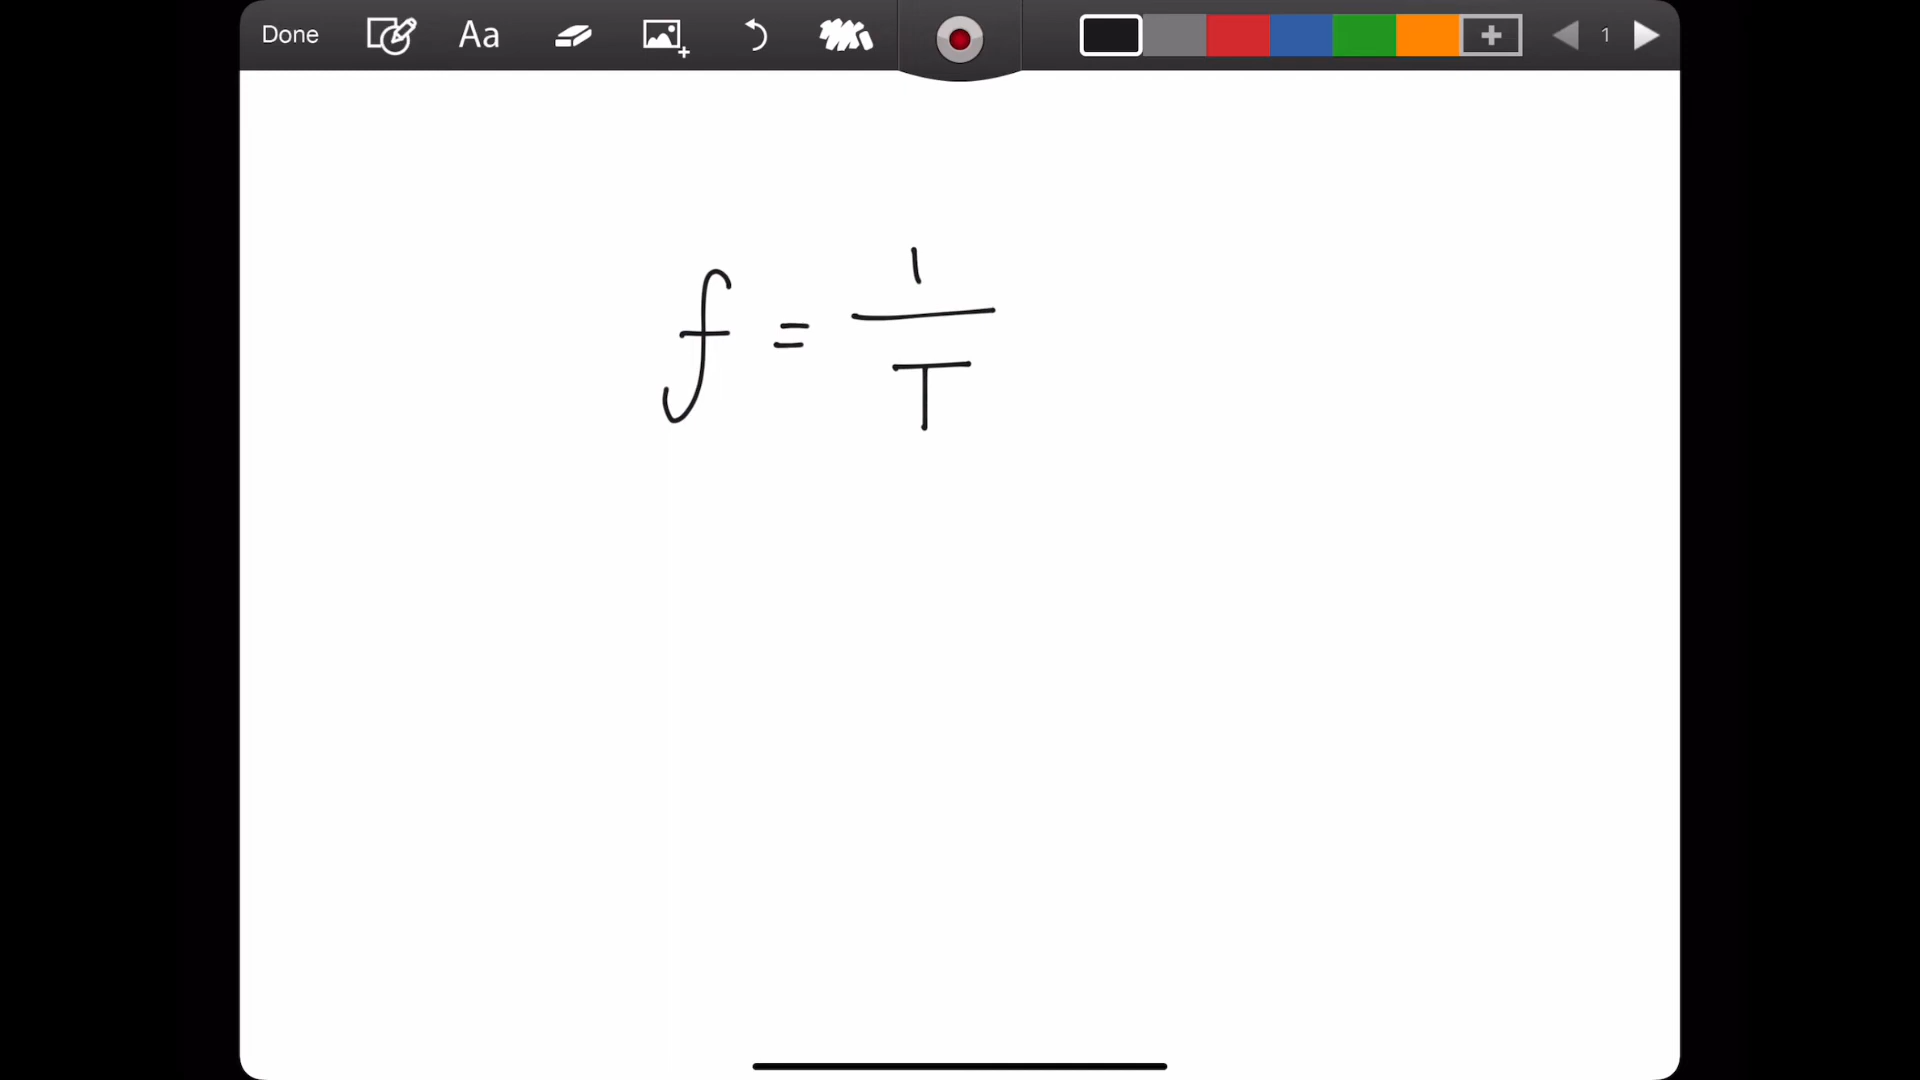 Done Aa 1
f = 1/T